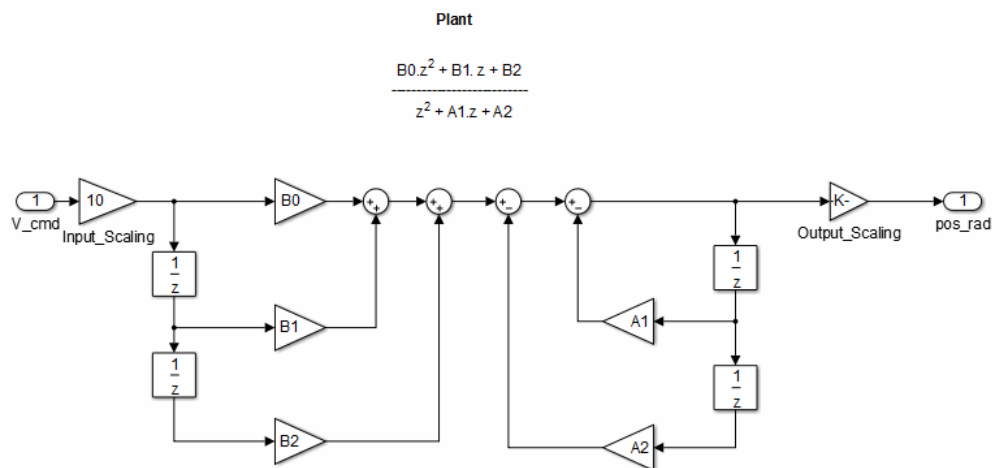 Plant
B0.z² + B1. z + B2
---------------------------
z² + A1.z + A2
1
V_cmd
10
Input_Scaling
B0
+
+
+
+
+
−
+
−
K-
Output_Scaling
1
pos_rad
1
z
1
z
B1
A1
1
z
1
z
B2
A2